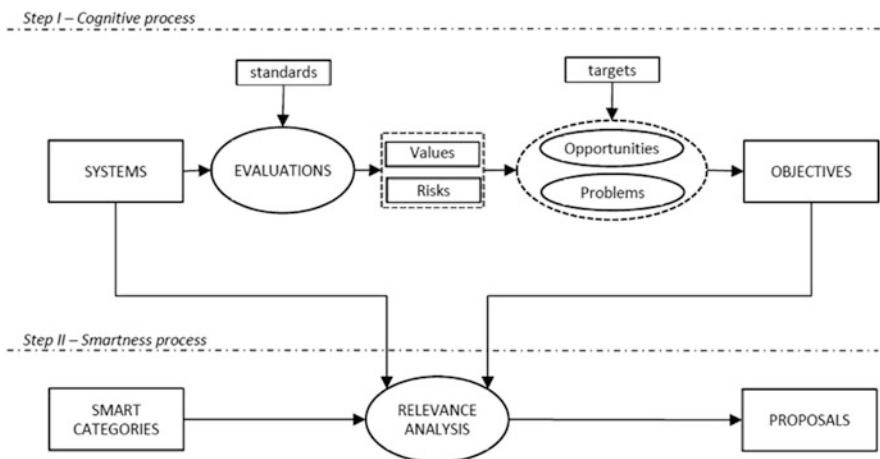 Step I – Cognitive process
standards
targets
SYSTEMS
EVALUATIONS
Values
Risks
Opportunities
Problems
OBJECTIVES
Step II – Smartness process
SMART
CATEGORIES
RELEVANCE
ANALYSIS
PROPOSALS